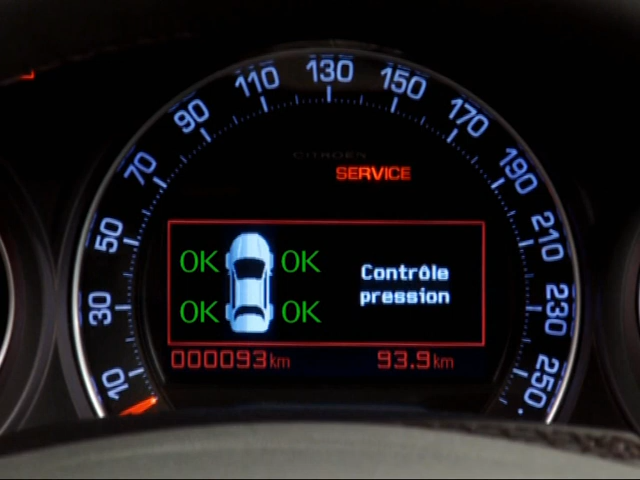 10
30
50
70
90
110
130
150
170
190
210
230
250
CITROËN
SERVICE
OK OK
OK OK
Contrôle
pression
000093km 93.9km